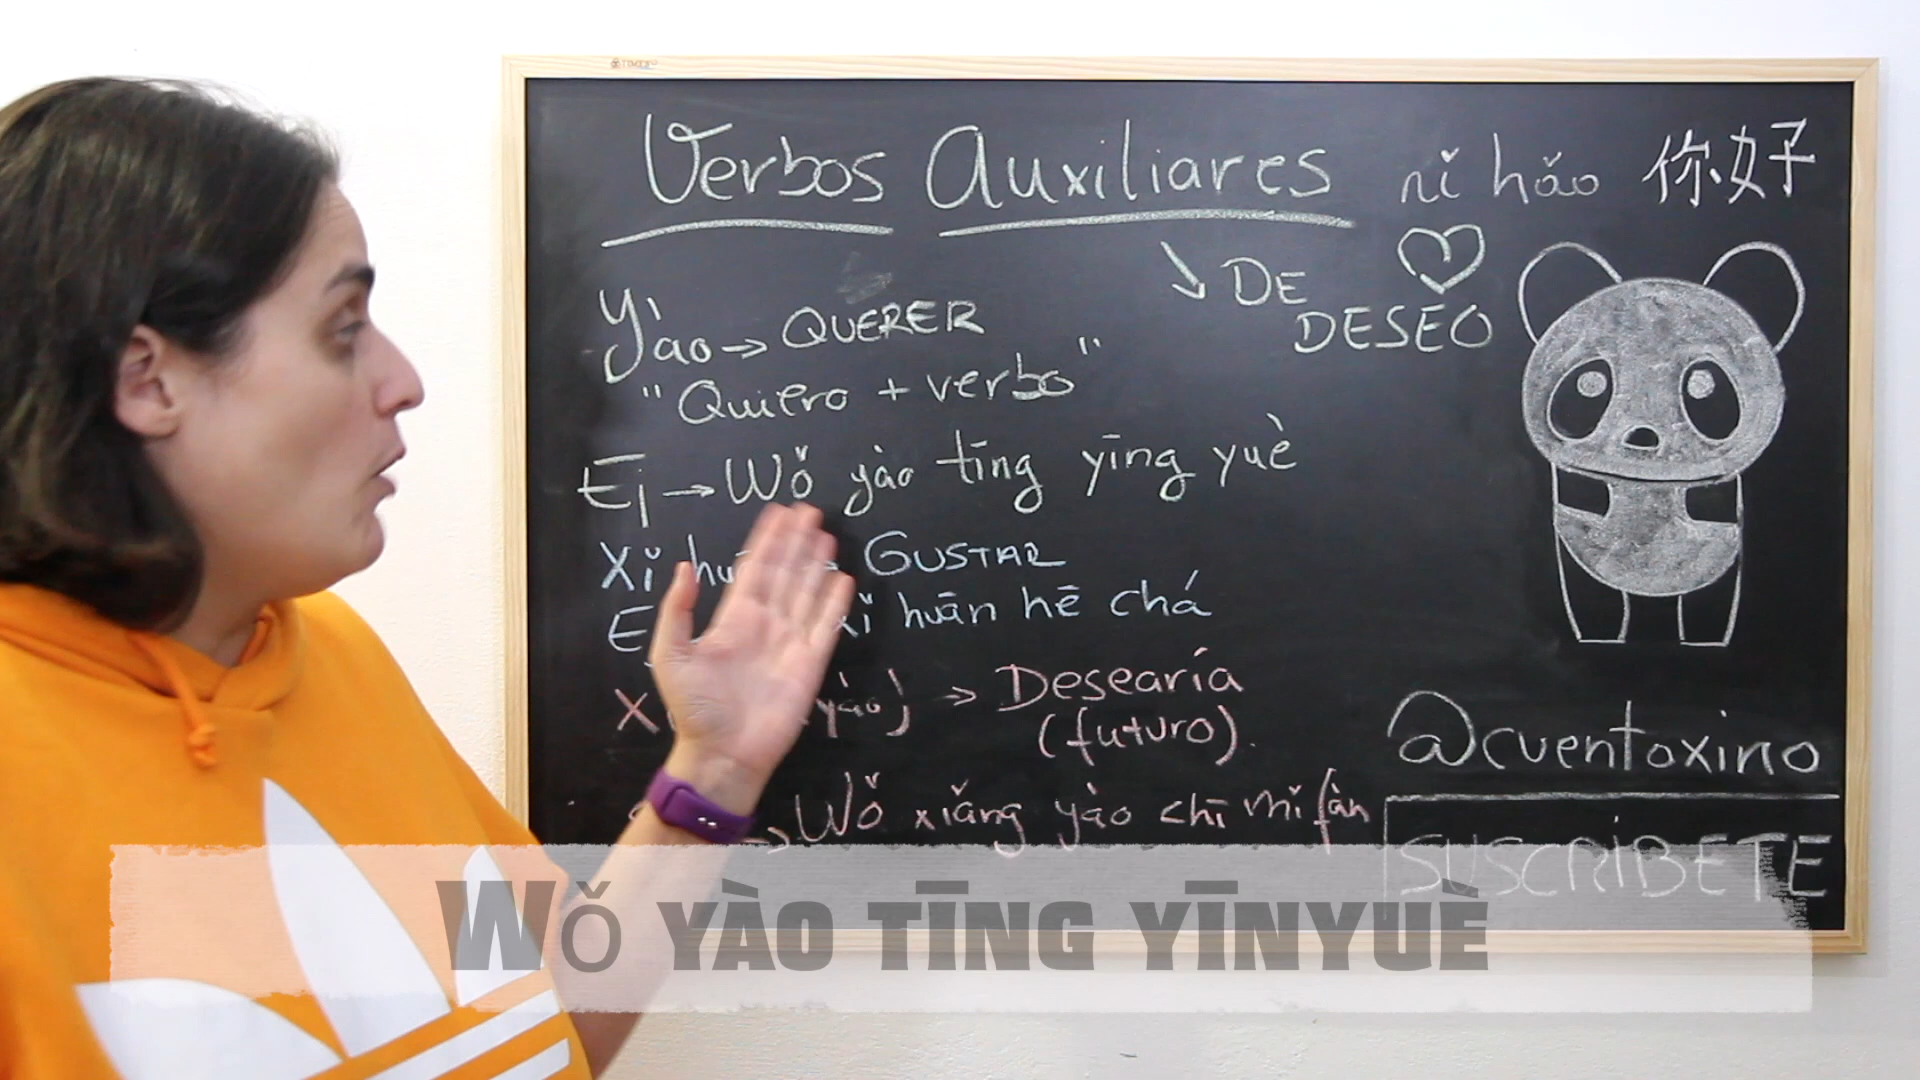 Verbos Auxiliares nǐ hǎo 你好
↘ DE
DESEO
Yào → QUERER
"Quiero + verbo"
Ej → Wǒ yào tīng yīng yuè
Xǐ hu → GUSTAR
E xǐ huān hē chá
X yào) → Desearía
(futuro).
→ Wǒ xiǎng yào chī mǐ fàn
@cuentoxino
SUSCRÍBETE
Wǒ yào tīng yīnyuè